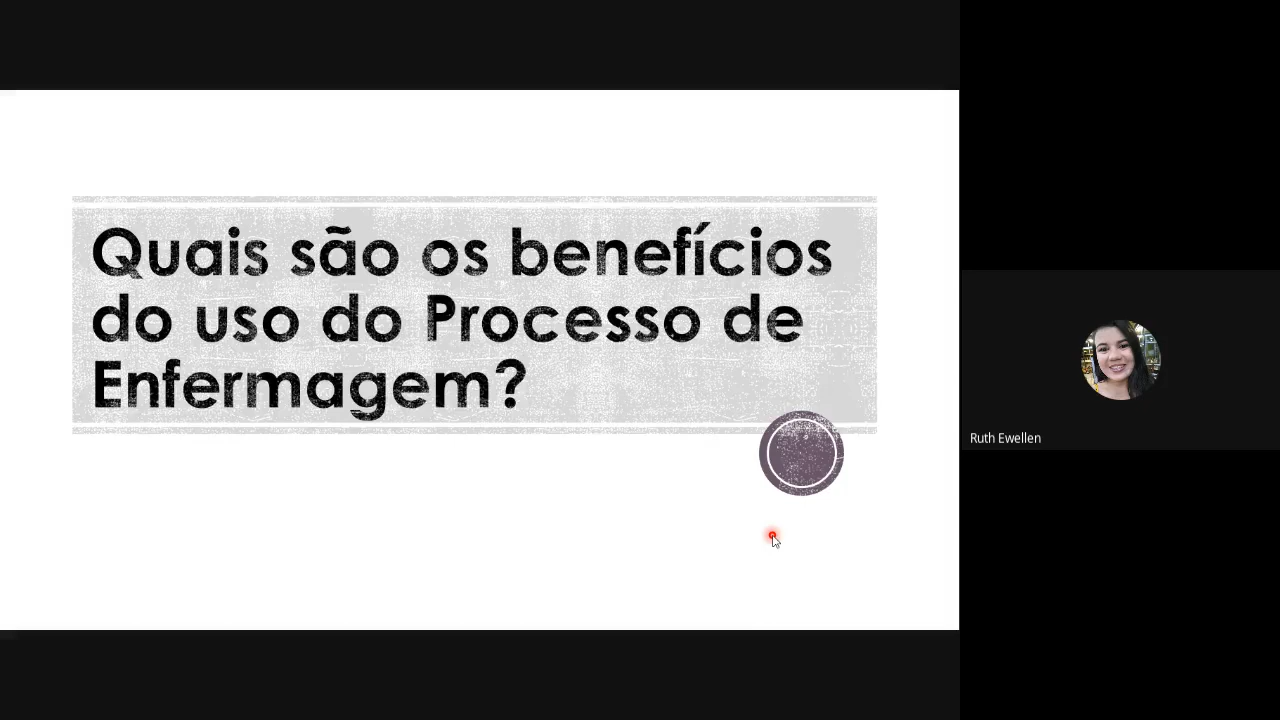 Quais são os benefícios
do uso do Processo de
Enfermagem?
Ruth Ewellen